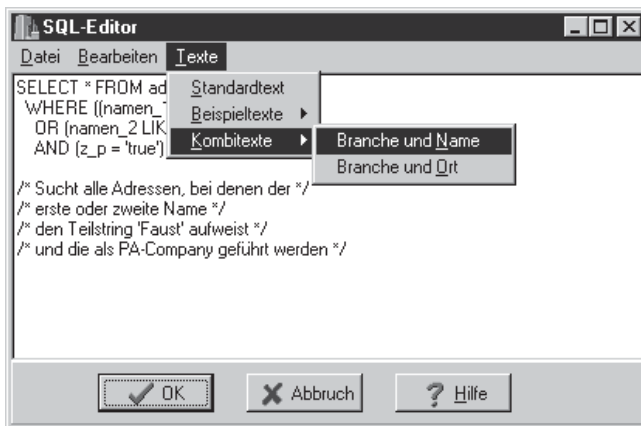 SQL-Editor
Datei Bearbeiten Texte
Standardtext
Beispieltexte
Kombitexte
Branche und Name
Branche und Ort
SELECT * FROM ad
WHERE ((namen_
OR (namen_2 LIK
AND (z_p = 'true')
/* Sucht alle Adressen, bei denen der */
/* erste oder zweite Name */
/* den Teilstring 'Faust' aufweist */
/* und die als PA-Company geführt werden */
OK Abbruch Hilfe